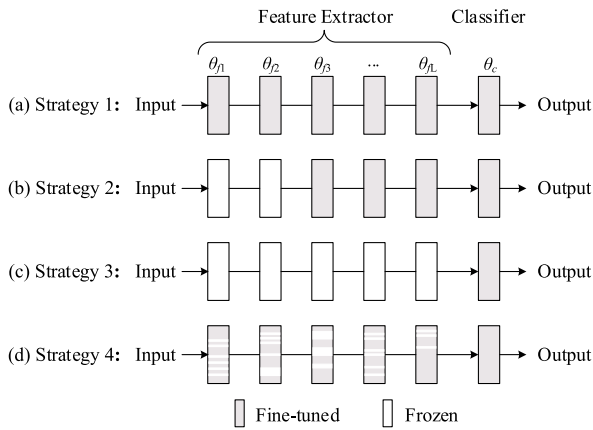 Feature Extractor Classifier
θf1 θf2 θf3 ... θfL θc
(a) Strategy 1: Input Output
(b) Strategy 2: Input Output
(c) Strategy 3: Input Output
(d) Strategy 4: Input Output
Fine-tuned Frozen